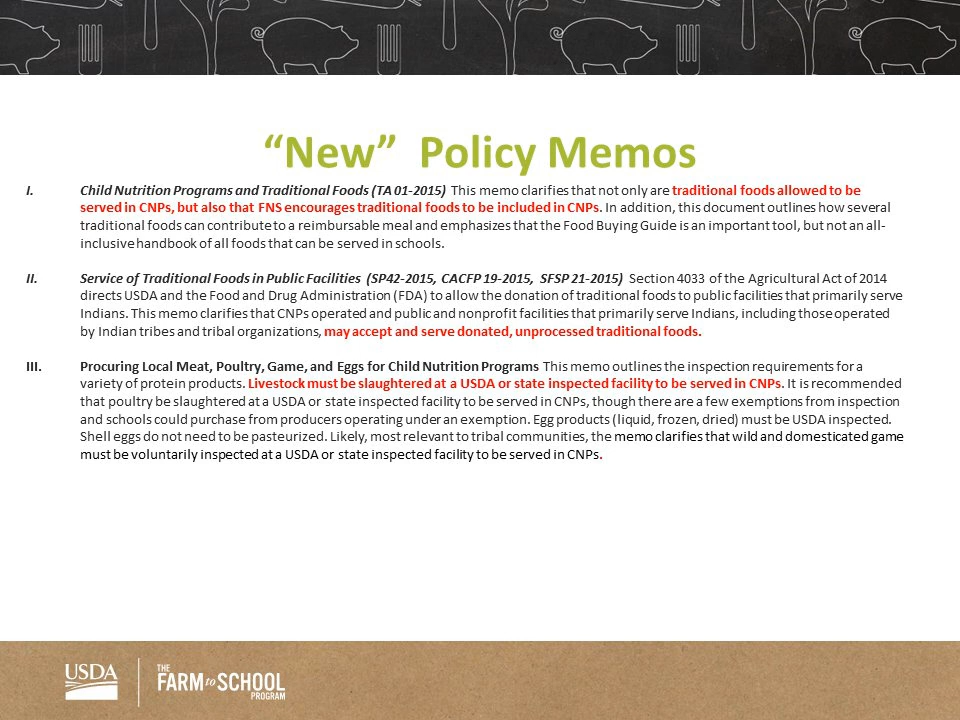 “New” Policy Memos
I. Child Nutrition Programs and Traditional Foods (TA 01-2015) This memo clarifies that not only are traditional foods allowed to be
served in CNPs, but also that FNS encourages traditional foods to be included in CNPs. In addition, this document outlines how several
traditional foods can contribute to a reimbursable meal and emphasizes that the Food Buying Guide is an important tool, but not an all-
inclusive handbook of all foods that can be served in schools.
II. Service of Traditional Foods in Public Facilities (SP42-2015, CACFP 19-2015, SFSP 21-2015) Section 4033 of the Agricultural Act of 2014
directs USDA and the Food and Drug Administration (FDA) to allow the donation of traditional foods to public facilities that primarily serve
Indians. This memo clarifies that CNPs operated and public and nonprofit facilities that primarily serve Indians, including those operated
by Indian tribes and tribal organizations, may accept and serve donated, unprocessed traditional foods.
III. Procuring Local Meat, Poultry, Game, and Eggs for Child Nutrition Programs This memo outlines the inspection requirements for a
variety of protein products. Livestock must be slaughtered at a USDA or state inspected facility to be served in CNPs. It is recommended
that poultry be slaughtered at a USDA or state inspected facility to be served in CNPs, though there are a few exemptions from inspection
and schools could purchase from producers operating under an exemption. Egg products (liquid, frozen, dried) must be USDA inspected.
Shell eggs do not need to be pasteurized. Likely, most relevant to tribal communities, the memo clarifies that wild and domesticated game
must be voluntarily inspected at a USDA or state inspected facility to be served in CNPs.
USDA
THE
FARM to SCHOOL
PROGRAM